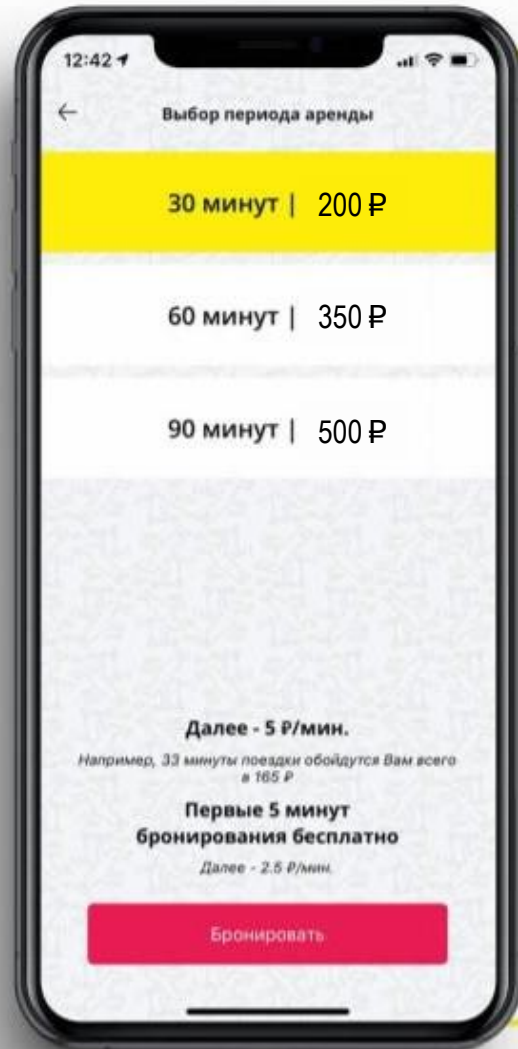 12:42
Выбор периода аренды
30 минут | 200 ₽
60 минут | 350 ₽
90 минут | 500 ₽
Далее - 5 ₽/мин.
Например, 33 минуты поездки обойдутся Вам всего
в 165 ₽
Первые 5 минут
бронирования бесплатно
Далее - 2.5 ₽/мин.
Бронировать